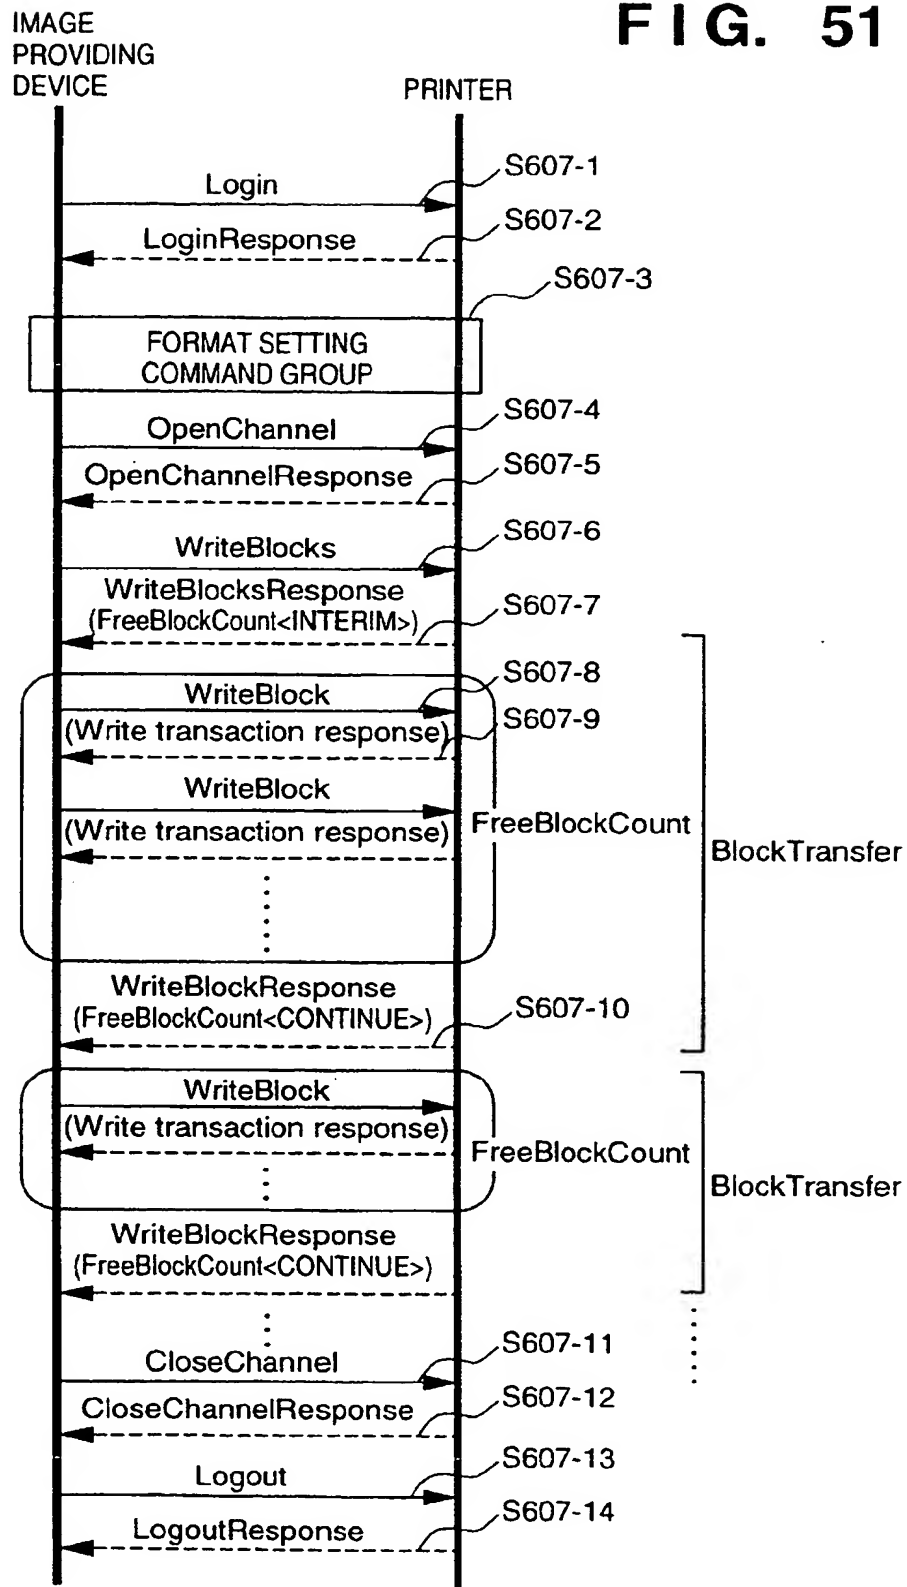 FIG. 51
IMAGE
PROVIDING
DEVICE
PRINTER
Login
S607-1
LoginResponse
S607-2
S607-3
FORMAT SETTING
COMMAND GROUP
OpenChannel
S607-4
OpenChannelResponse
S607-5
WriteBlocks
S607-6
WriteBlocksResponse
(FreeBlockCount<INTERIM>)
S607-7
WriteBlock
S607-8
(Write transaction response)
S607-9
WriteBlock
(Write transaction response)
FreeBlockCount
BlockTransfer
WriteBlockResponse
(FreeBlockCount<CONTINUE>)
S607-10
WriteBlock
(Write transaction response)
FreeBlockCount
BlockTransfer
WriteBlockResponse
(FreeBlockCount<CONTINUE>)
CloseChannel
S607-11
CloseChannelResponse
S607-12
Logout
S607-13
LogoutResponse
S607-14